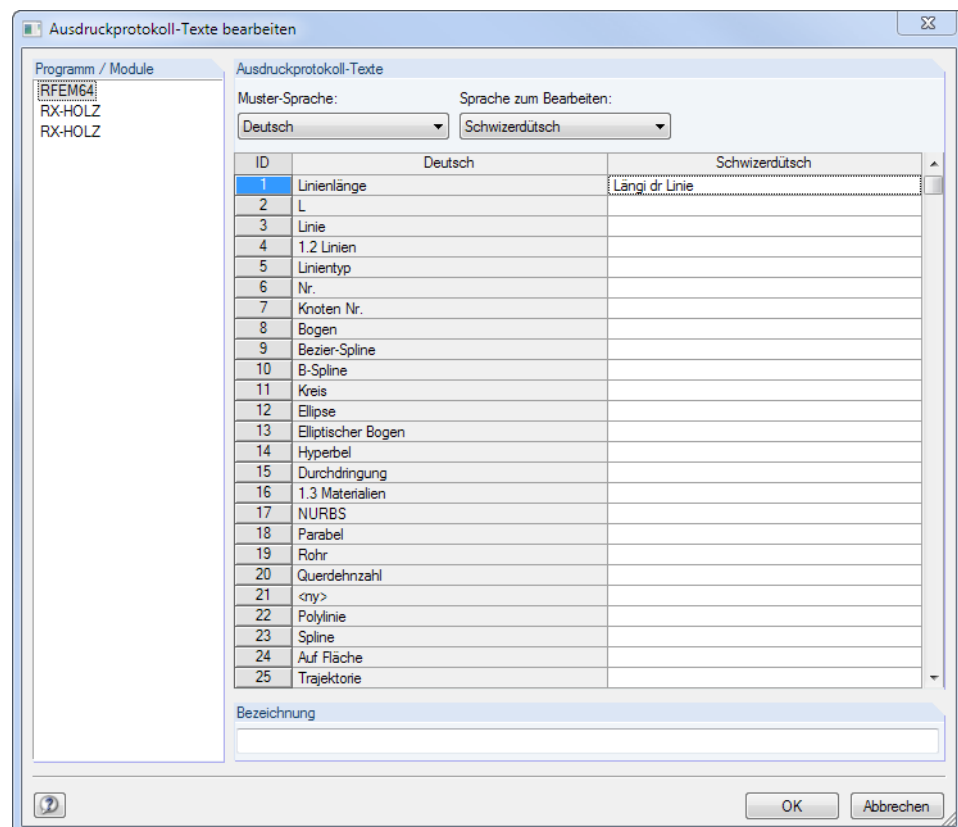 Ausdruckprotokoll-Texte bearbeiten
Programm / Module
RFEM64
RX-HOLZ
RX-HOLZ
Ausdruckprotokoll-Texte
Muster-Sprache: Sprache zum Bearbeiten:
Deutsch Schwizerdütsch
ID Deutsch Schwizerdütsch
1 Linienlänge Längi dr Linie
2 L
3 Linie
4 1.2 Linien
5 Linientyp
6 Nr.
7 Knoten Nr.
8 Bogen
9 Bezier-Spline
10 B-Spline
11 Kreis
12 Ellipse
13 Elliptischer Bogen
14 Hyperbel
15 Durchdringung
16 1.3 Materialien
17 NURBS
18 Parabel
19 Rohr
20 Querdehnzahl
21 <ny>
22 Polylinie
23 Spline
24 Auf Fläche
25 Trajektorie
Bezeichnung
OK Abbrechen